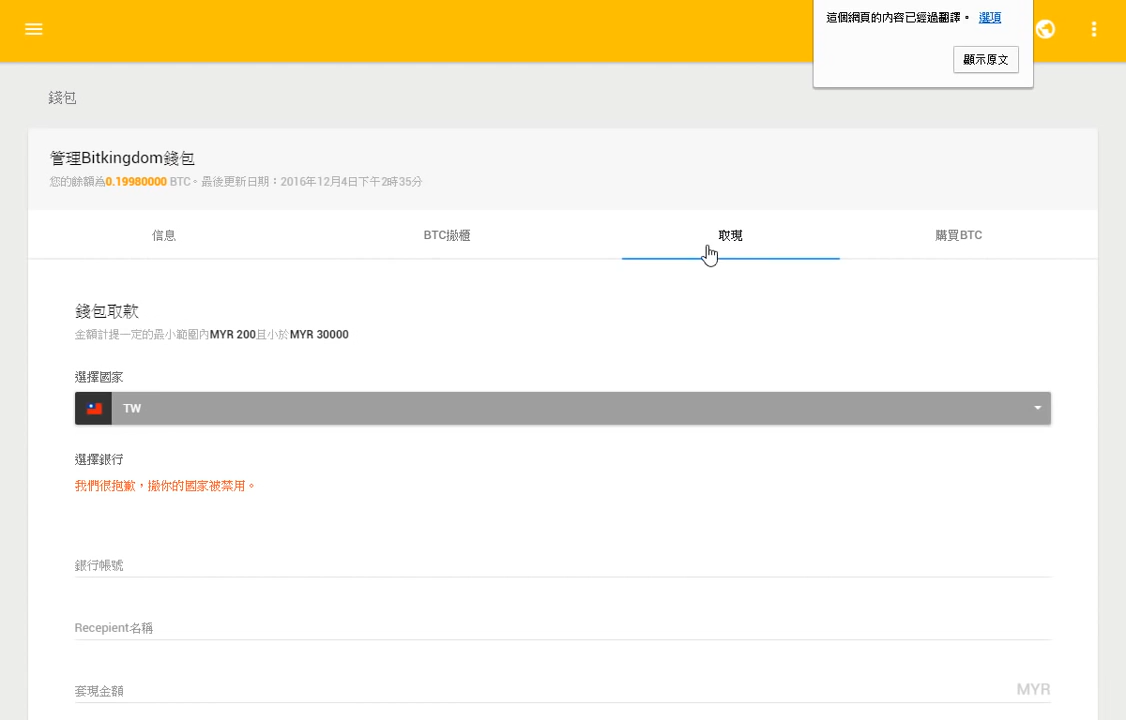 這個網頁的內容已經過翻譯。 選項
顯示原文
錢包
管理Bitkingdom錢包
您的餘額為0.19980000 BTC。最後更新日期：2016年12月4日下午2時35分
信息 BTC撤櫃 取現 購買BTC
錢包取款
金額計提一定的最小範圍內MYR 200且小於MYR 30000
選擇國家
TW
選擇銀行
我們很抱歉，撤你的國家被禁用。
銀行帳號
Recepient名稱
套現金額 MYR